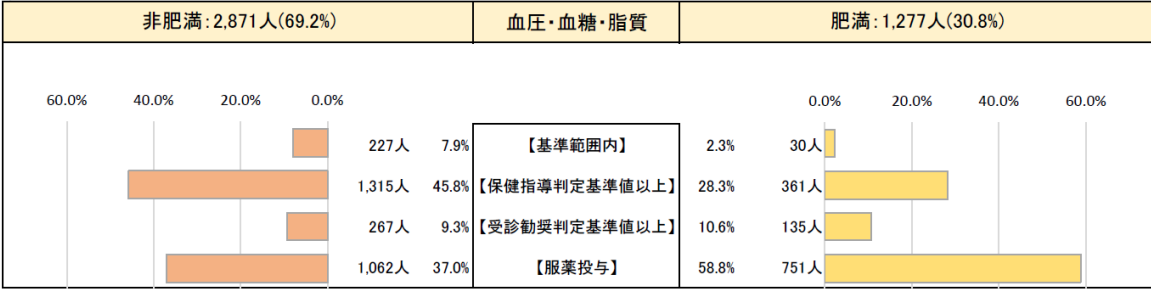 非肥満:2,871人(69.2%) 血圧・血糖・脂質 肥満:1,277人(30.8%)
60.0% 40.0% 20.0% 0.0% 0.0% 20.0% 40.0% 60.0%
227人 7.9% 【基準範囲内】 2.3% 30人
1,315人 45.8% 【保健指導判定基準値以上】 28.3% 361人
267人 9.3% 【受診勧奨判定基準値以上】 10.6% 135人
1,062人 37.0% 【服薬投与】 58.8% 751人